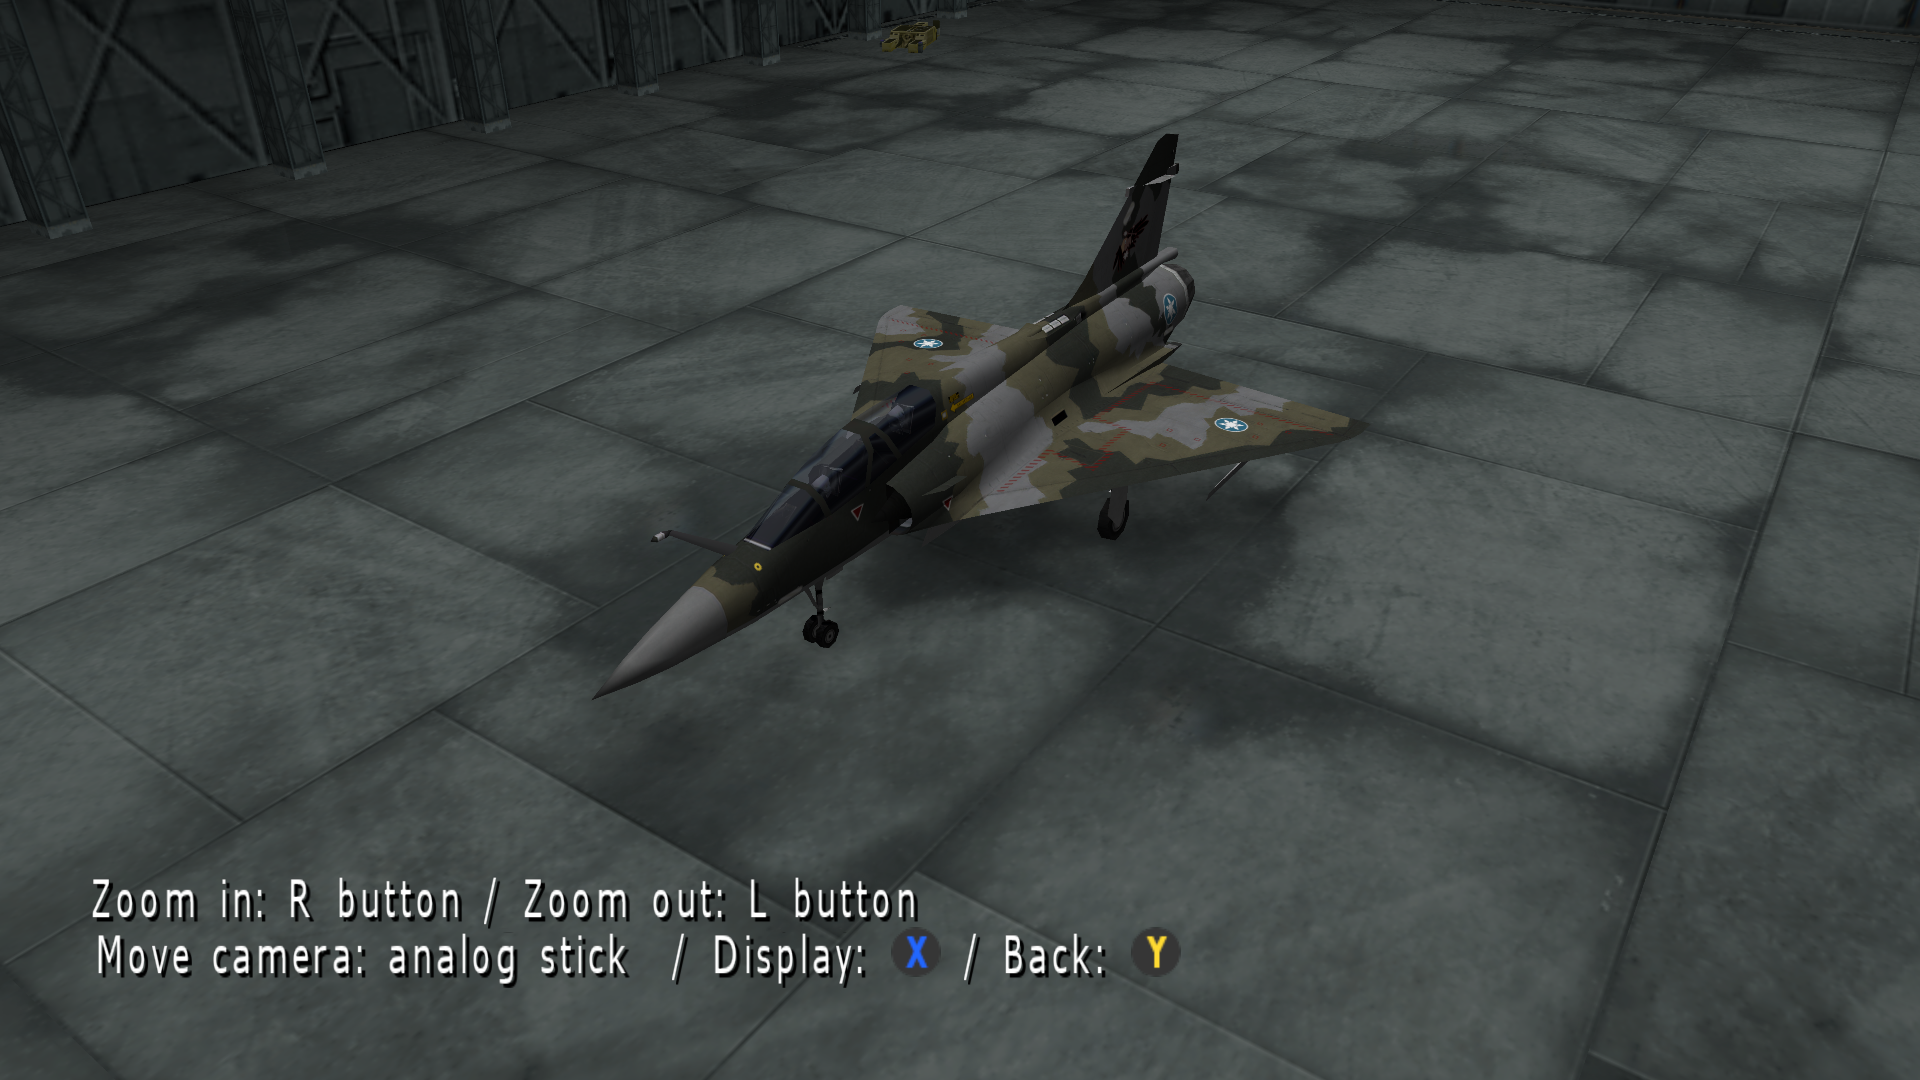 Zoom in: R button / Zoom out: L button
Move camera: analog stick / Display: X / Back: Y